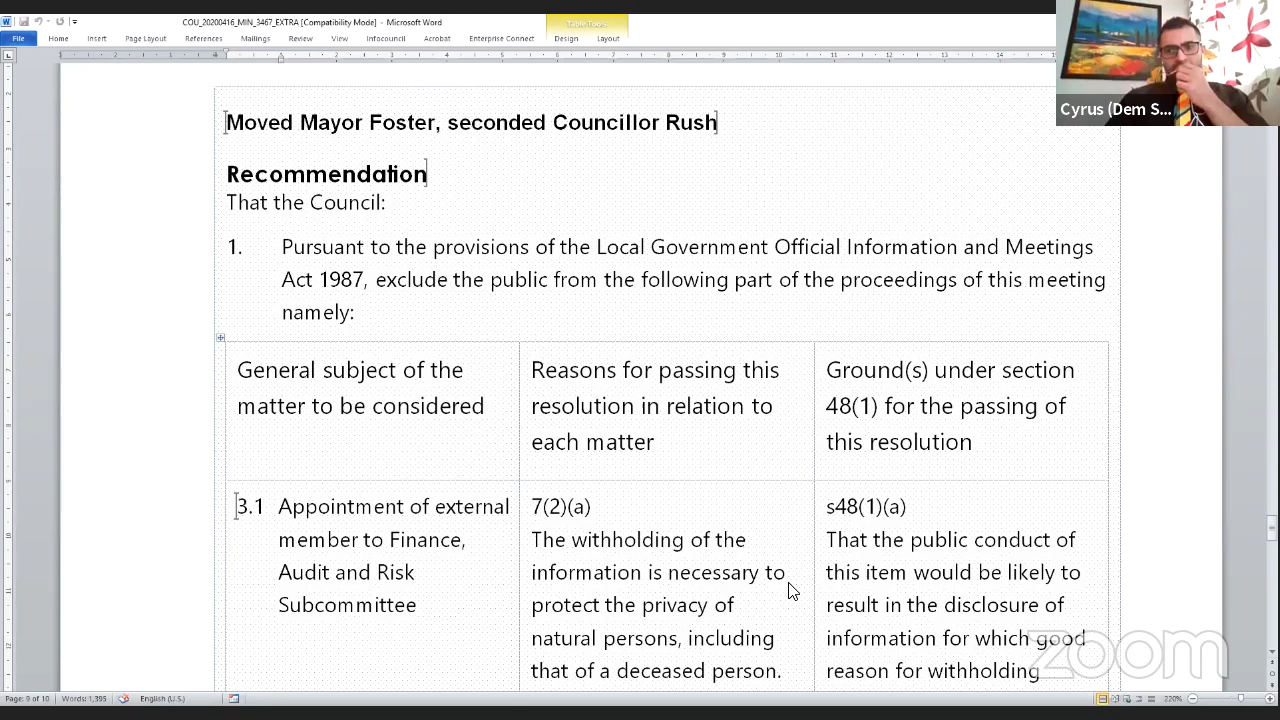 COU_20200416_MIN_3467_EXTRA [Compatibility Mode] - Microsoft Word
Table Tools
File Home Insert Page Layout References Mailings Review View Infocouncil Acrobat Enterprise Connect Design Layout
Cyrus (Dem S...
Moved Mayor Foster, seconded Councillor Rush
Recommendation
That the Council:
1. Pursuant to the provisions of the Local Government Official Information and Meetings
Act 1987, exclude the public from the following part of the proceedings of this meeting
namely:
General subject of the
matter to be considered
Reasons for passing this
resolution in relation to
each matter
Ground(s) under section
48(1) for the passing of
this resolution
3.1 Appointment of external
member to Finance,
Audit and Risk
Subcommittee
7(2)(a)
The withholding of the
information is necessary to
protect the privacy of
natural persons, including
that of a deceased person.
s48(1)(a)
That the public conduct of
this item would be likely to
result in the disclosure of
information for which good
reason for withholding
zoom
Page: 9 of 10 Words: 1,395 English (U.S.) 220%